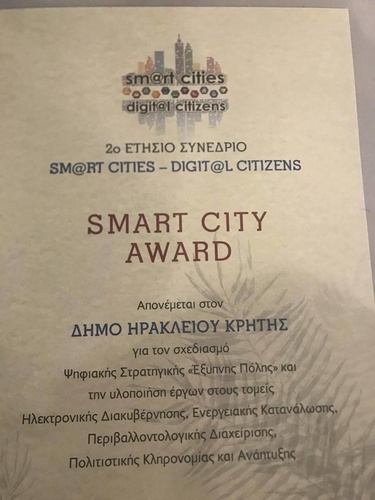 sm@rt cities
digit@l citizens
2ο ΕΤΗΣΙΟ ΣΥΝΕΔΡΙΟ
SM@RT CITIES – DIGIT@L CITIZENS
SMART CITY
AWARD
Απονέμεται στον
ΔΗΜΟ ΗΡΑΚΛΕΙΟΥ ΚΡΗΤΗΣ
για τον σχεδιασμό
Ψηφιακής Στρατηγικής «Έξυπνης Πόλης» και
την υλοποίηση έργων στους τομείς
Ηλεκτρονικής Διακυβέρνησης, Ενεργειακής Κατανάλωσης,
Περιβαλλοντολογικής Διαχείρισης,
Πολιτιστικής Κληρονομίας και Ανάπτυξης